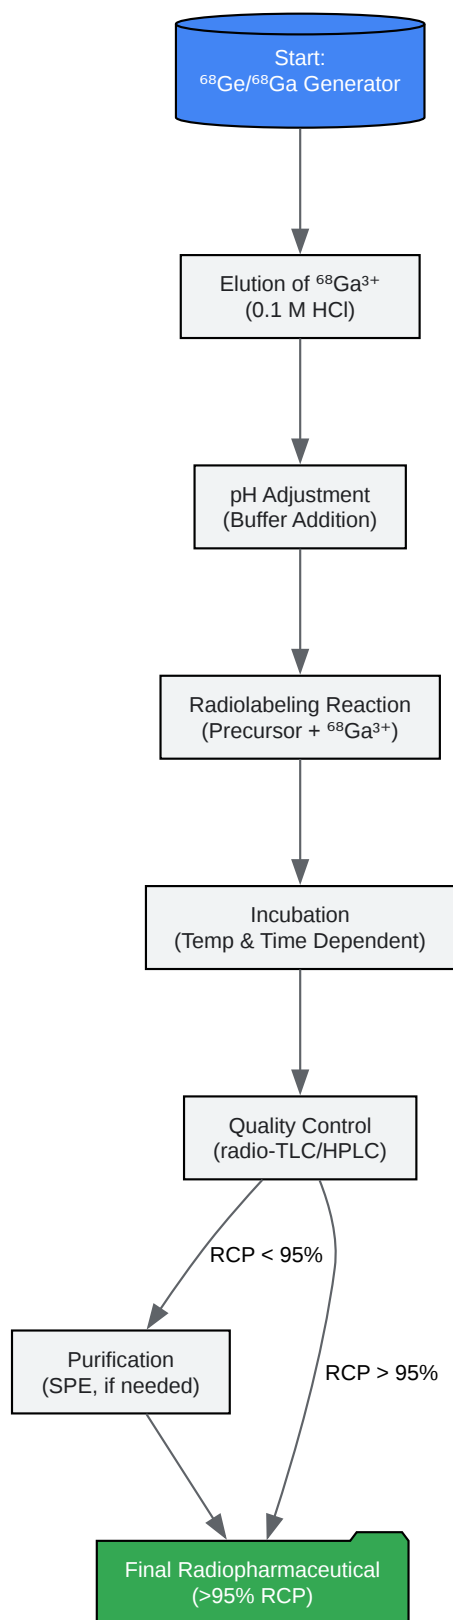 Start:
⁶⁸Ge/⁶⁸Ga Generator
Elution of ⁶⁸Ga³⁺
(0.1 M HCl)
pH Adjustment
(Buffer Addition)
Radiolabeling Reaction
(Precursor + ⁶⁸Ga³⁺)
Incubation
(Temp & Time Dependent)
Quality Control
(radio-TLC/HPLC)
RCP < 95%
Purification
(SPE, if needed)
RCP > 95%
Final Radiopharmaceutical
(>95% RCP)